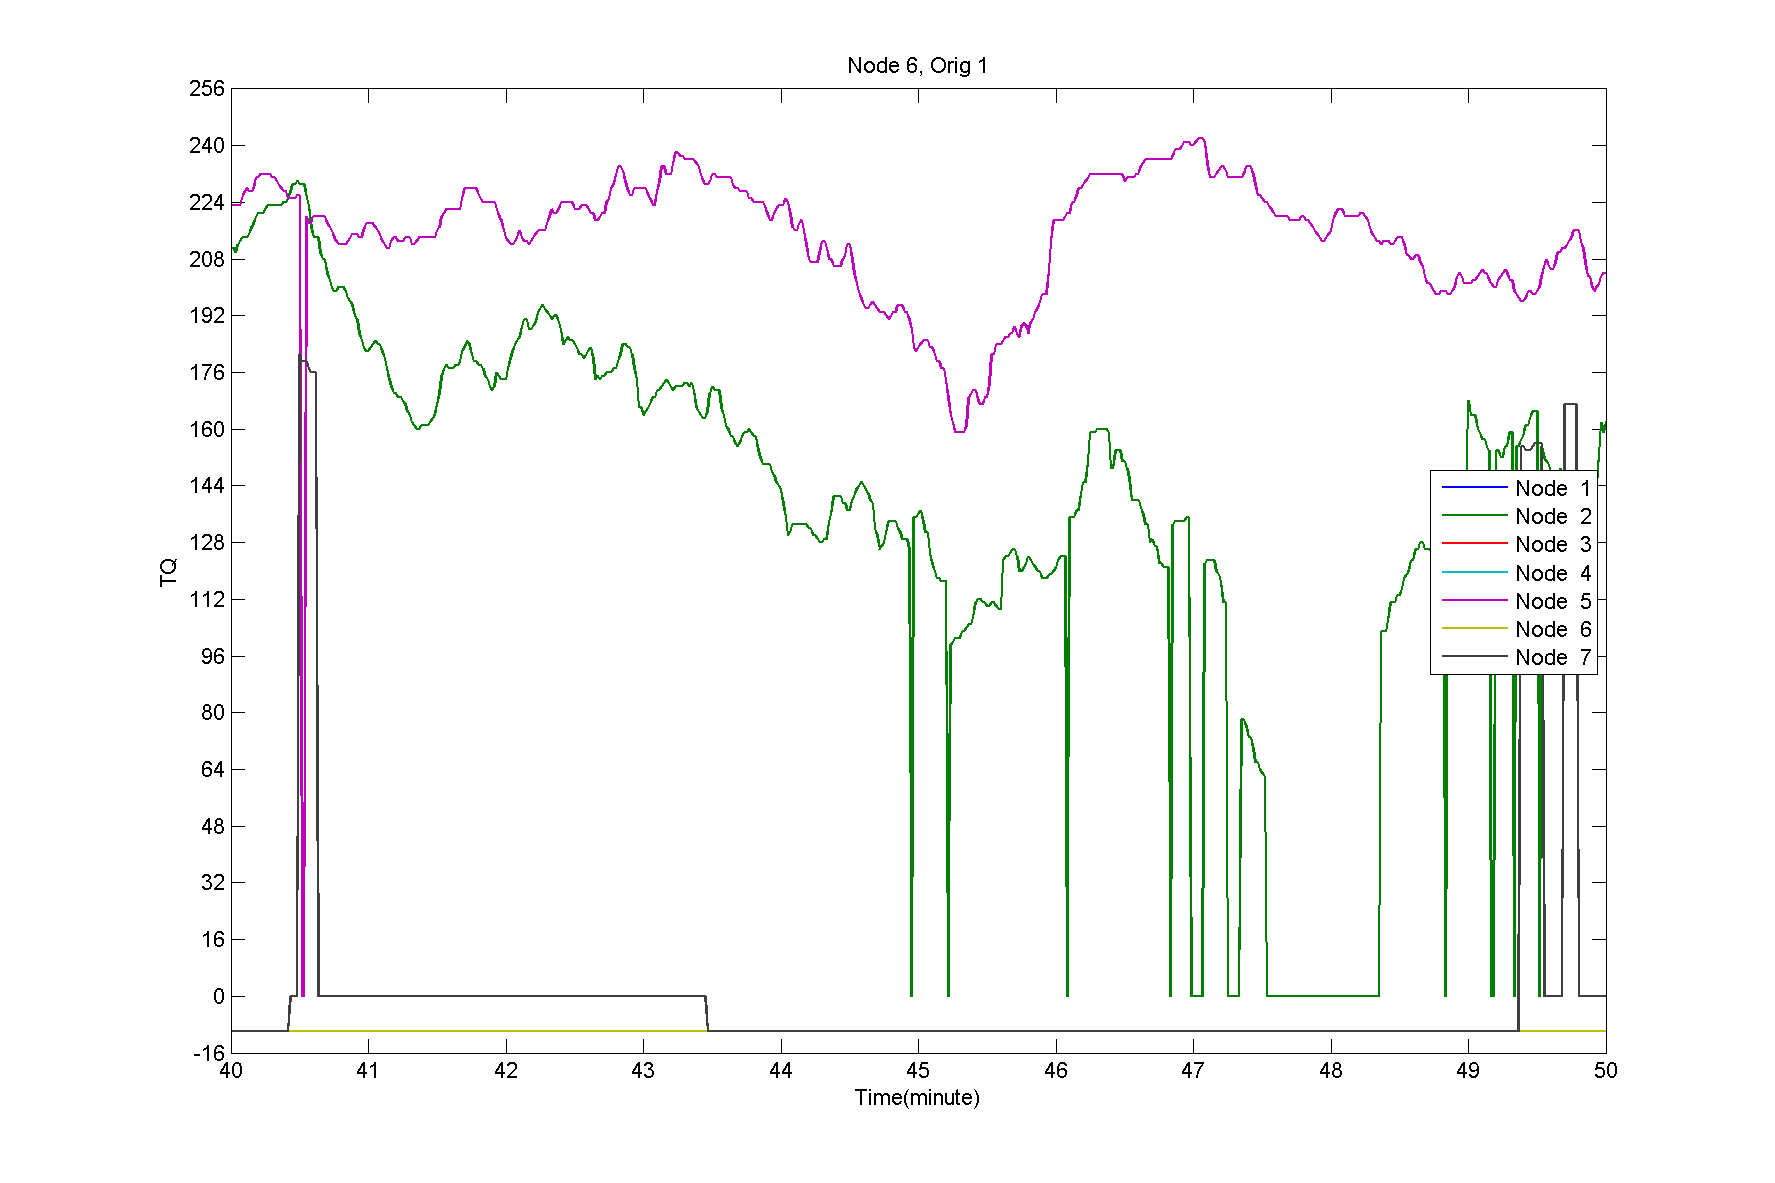 Node 6, Orig 1
256
240
224
208
192
176
160
144
128
112
96
80
64
48
32
16
0
-16
TQ
Node 1
Node 2
Node 3
Node 4
Node 5
Node 6
Node 7
40 41 42 43 44 45 46 47 48 49 50
Time(minute)